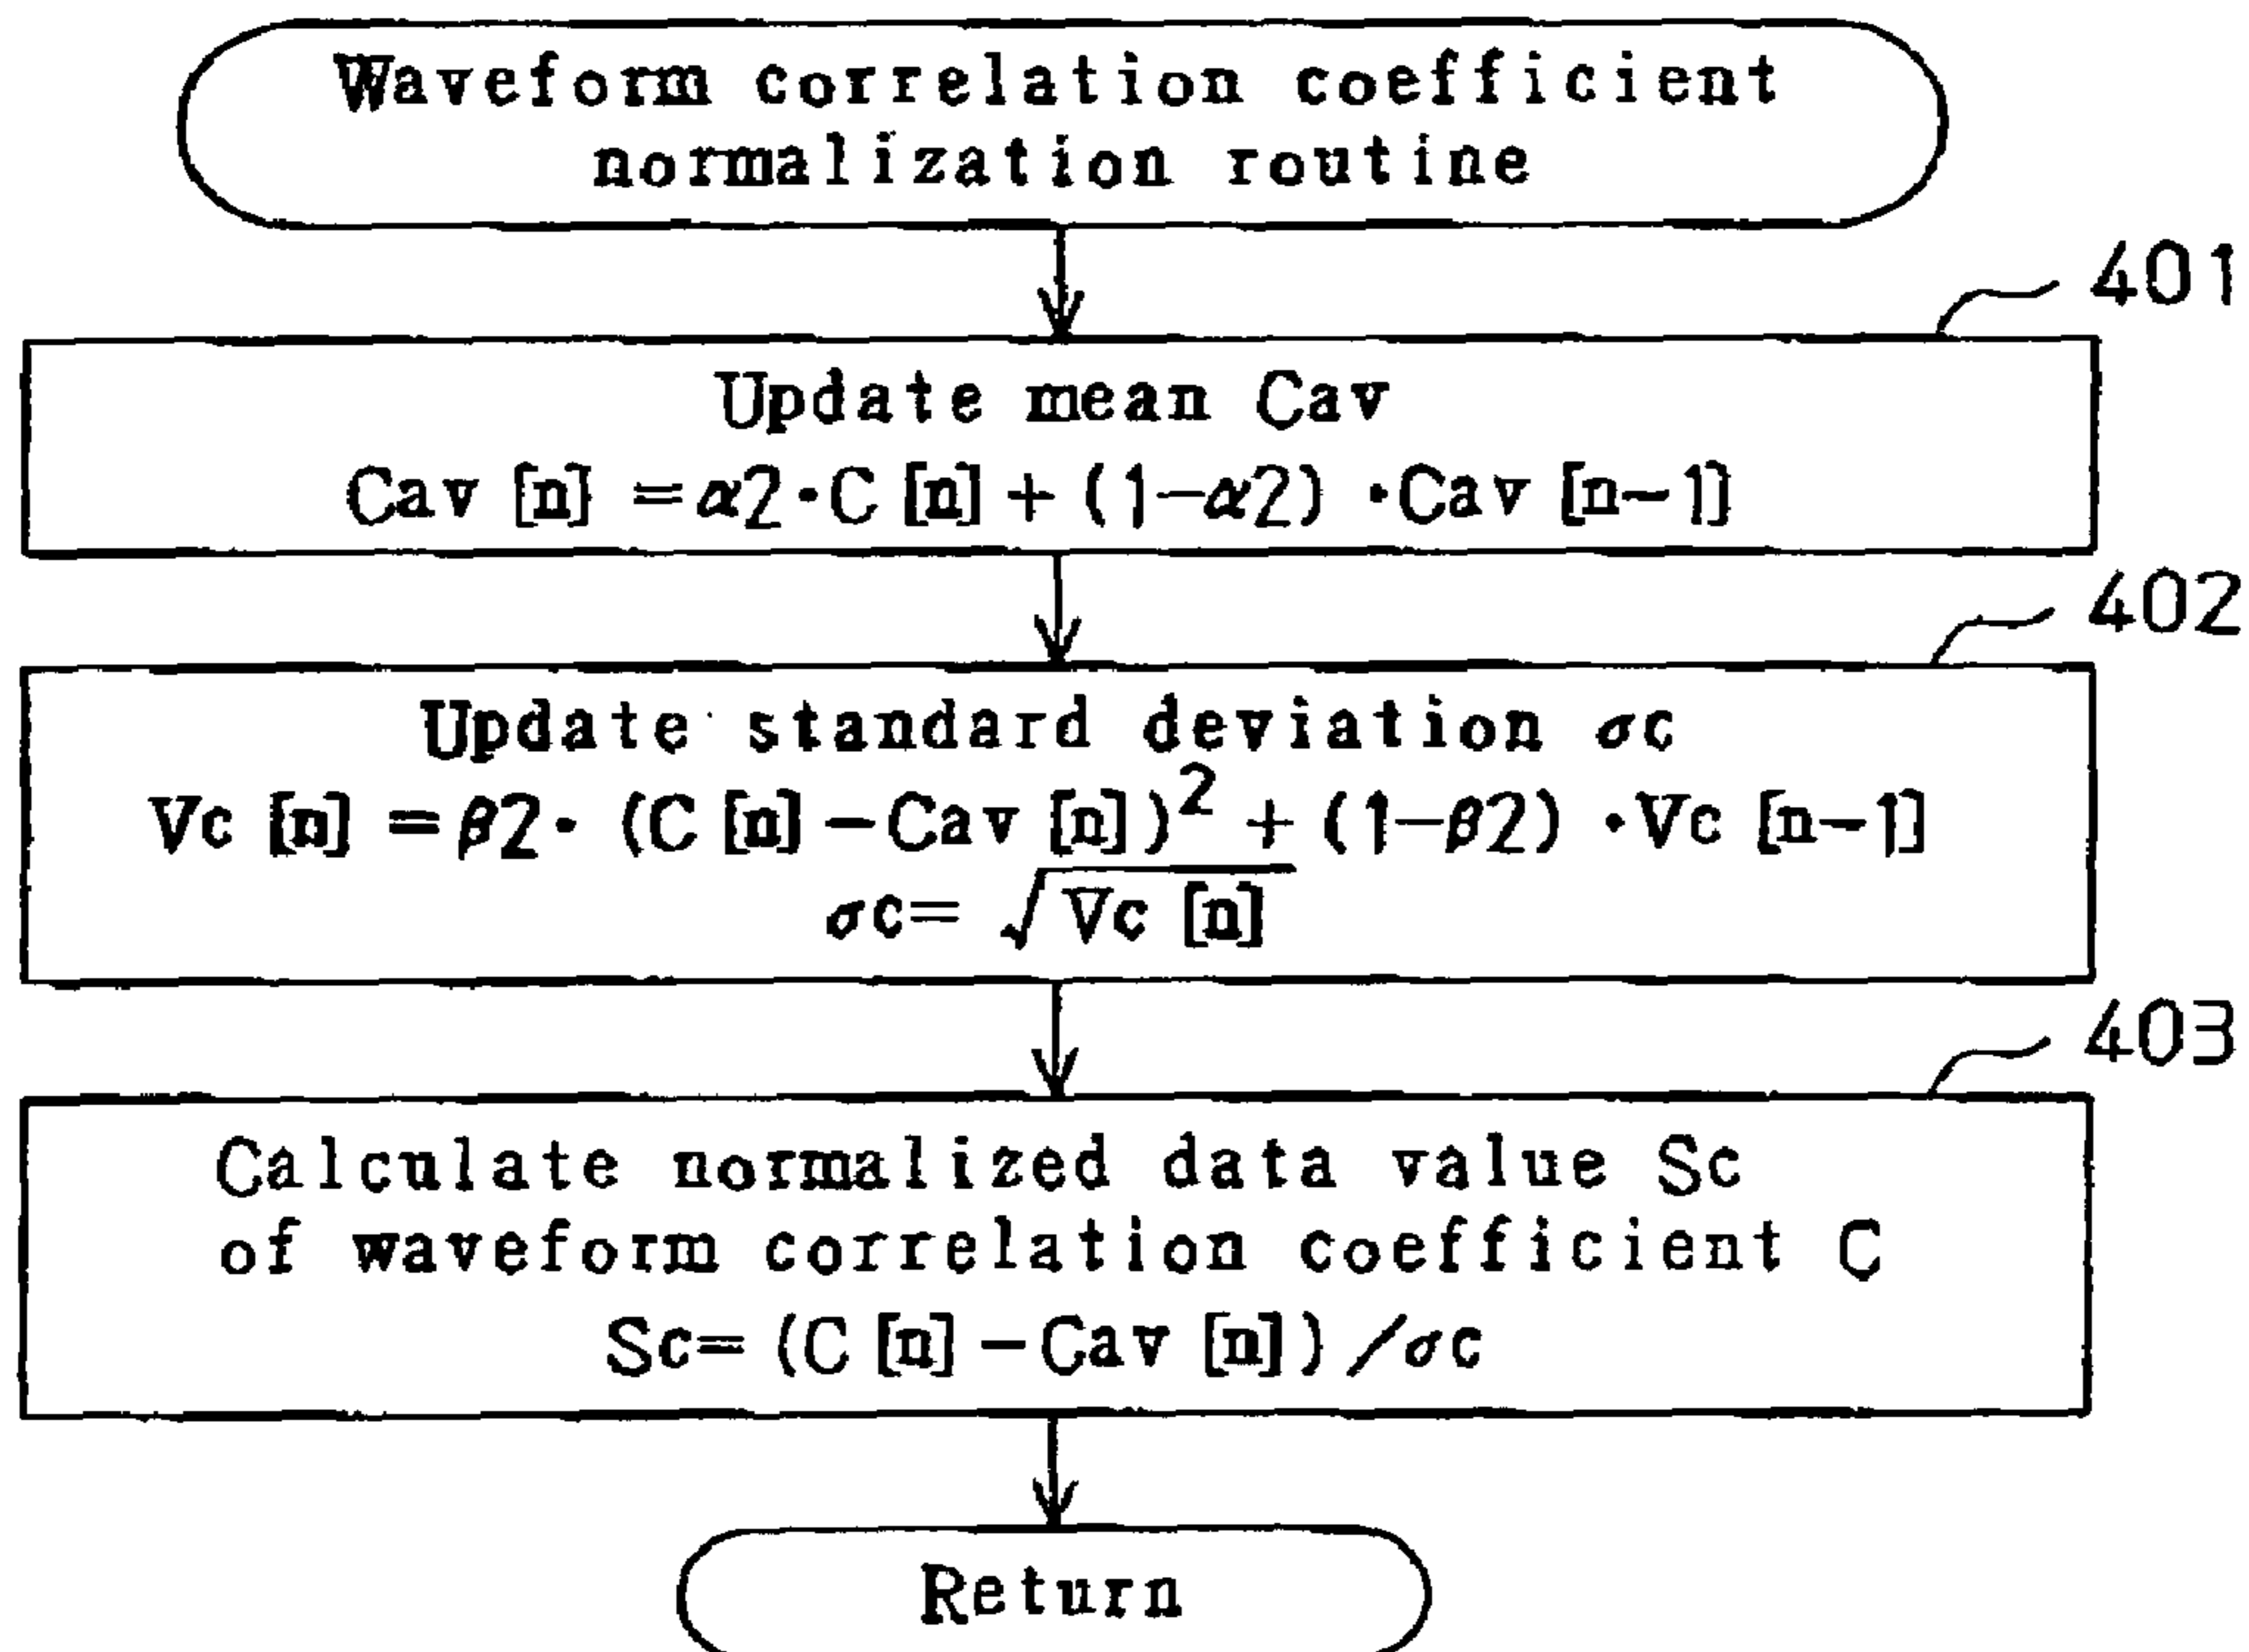 Waveform correlation coefficient
normalization routine
401
Update mean Cav
Cav [n] =α2·C [n] + (1−α2) ·Cav [n−1]
402
Update standard deviation σc
Vc [n] =β2· (C [n] −Cav [n])² + (1−β2) ·Vc [n−1]
σc= √Vc [n]
403
Calculate normalized data value Sc
of waveform correlation coefficient C
Sc= (C [n] −Cav [n]) /σc
Return